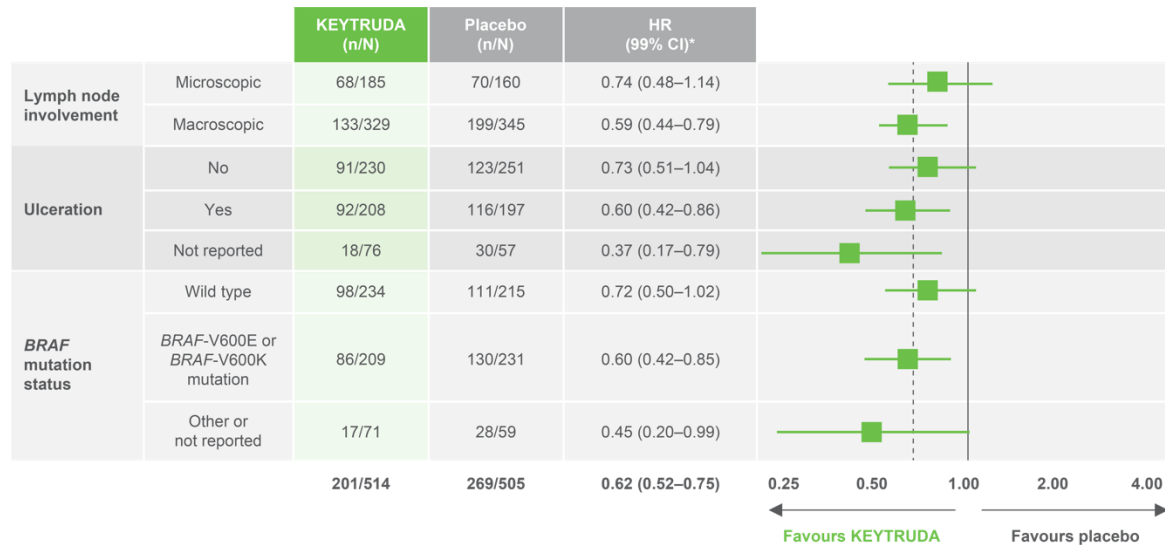 KEYTRUDA
(n/N)
Placebo
(n/N)
HR
(99% CI)*
Lymph node
involvement
Microscopic
68/185
70/160
0.74 (0.48–1.14)
Macroscopic
133/329
199/345
0.59 (0.44–0.79)
Ulceration
No
91/230
123/251
0.73 (0.51–1.04)
Yes
92/208
116/197
0.60 (0.42–0.86)
Not reported
18/76
30/57
0.37 (0.17–0.79)
BRAF
mutation
status
Wild type
98/234
111/215
0.72 (0.50–1.02)
BRAF-V600E or
BRAF-V600K
mutation
86/209
130/231
0.60 (0.42–0.85)
Other or
not reported
17/71
28/59
0.45 (0.20–0.99)
201/514
269/505
0.62 (0.52–0.75)
0.25 0.50 1.00 2.00 4.00
Favours KEYTRUDA
Favours placebo